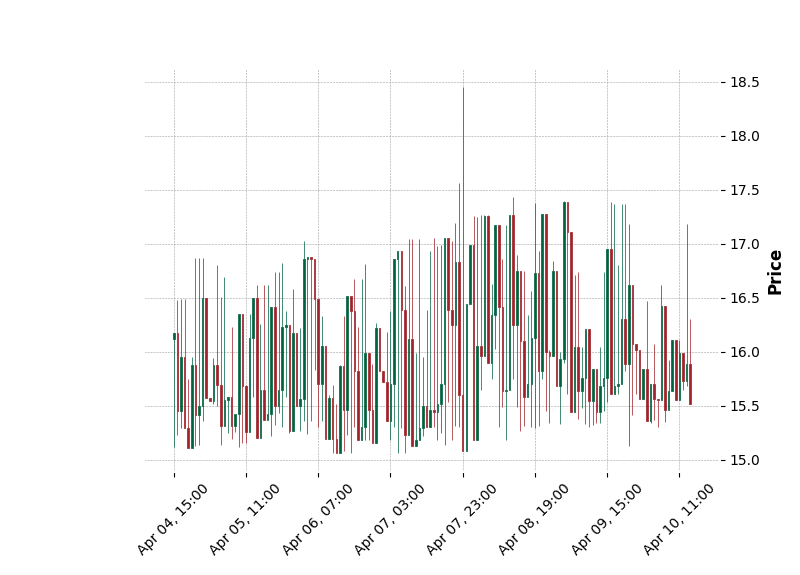 18.5
18.0
17.5
17.0
16.5
16.0
15.5
15.0
Price
Apr 04, 15:00
Apr 05, 11:00
Apr 06, 07:00
Apr 07, 03:00
Apr 07, 23:00
Apr 08, 19:00
Apr 09, 15:00
Apr 10, 11:00